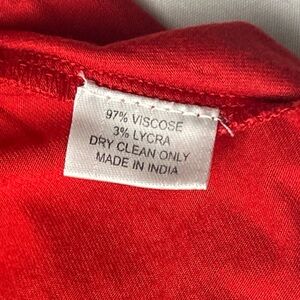 97% VISCOSE
3% LYCRA
DRY CLEAN ONLY
MADE IN INDIA